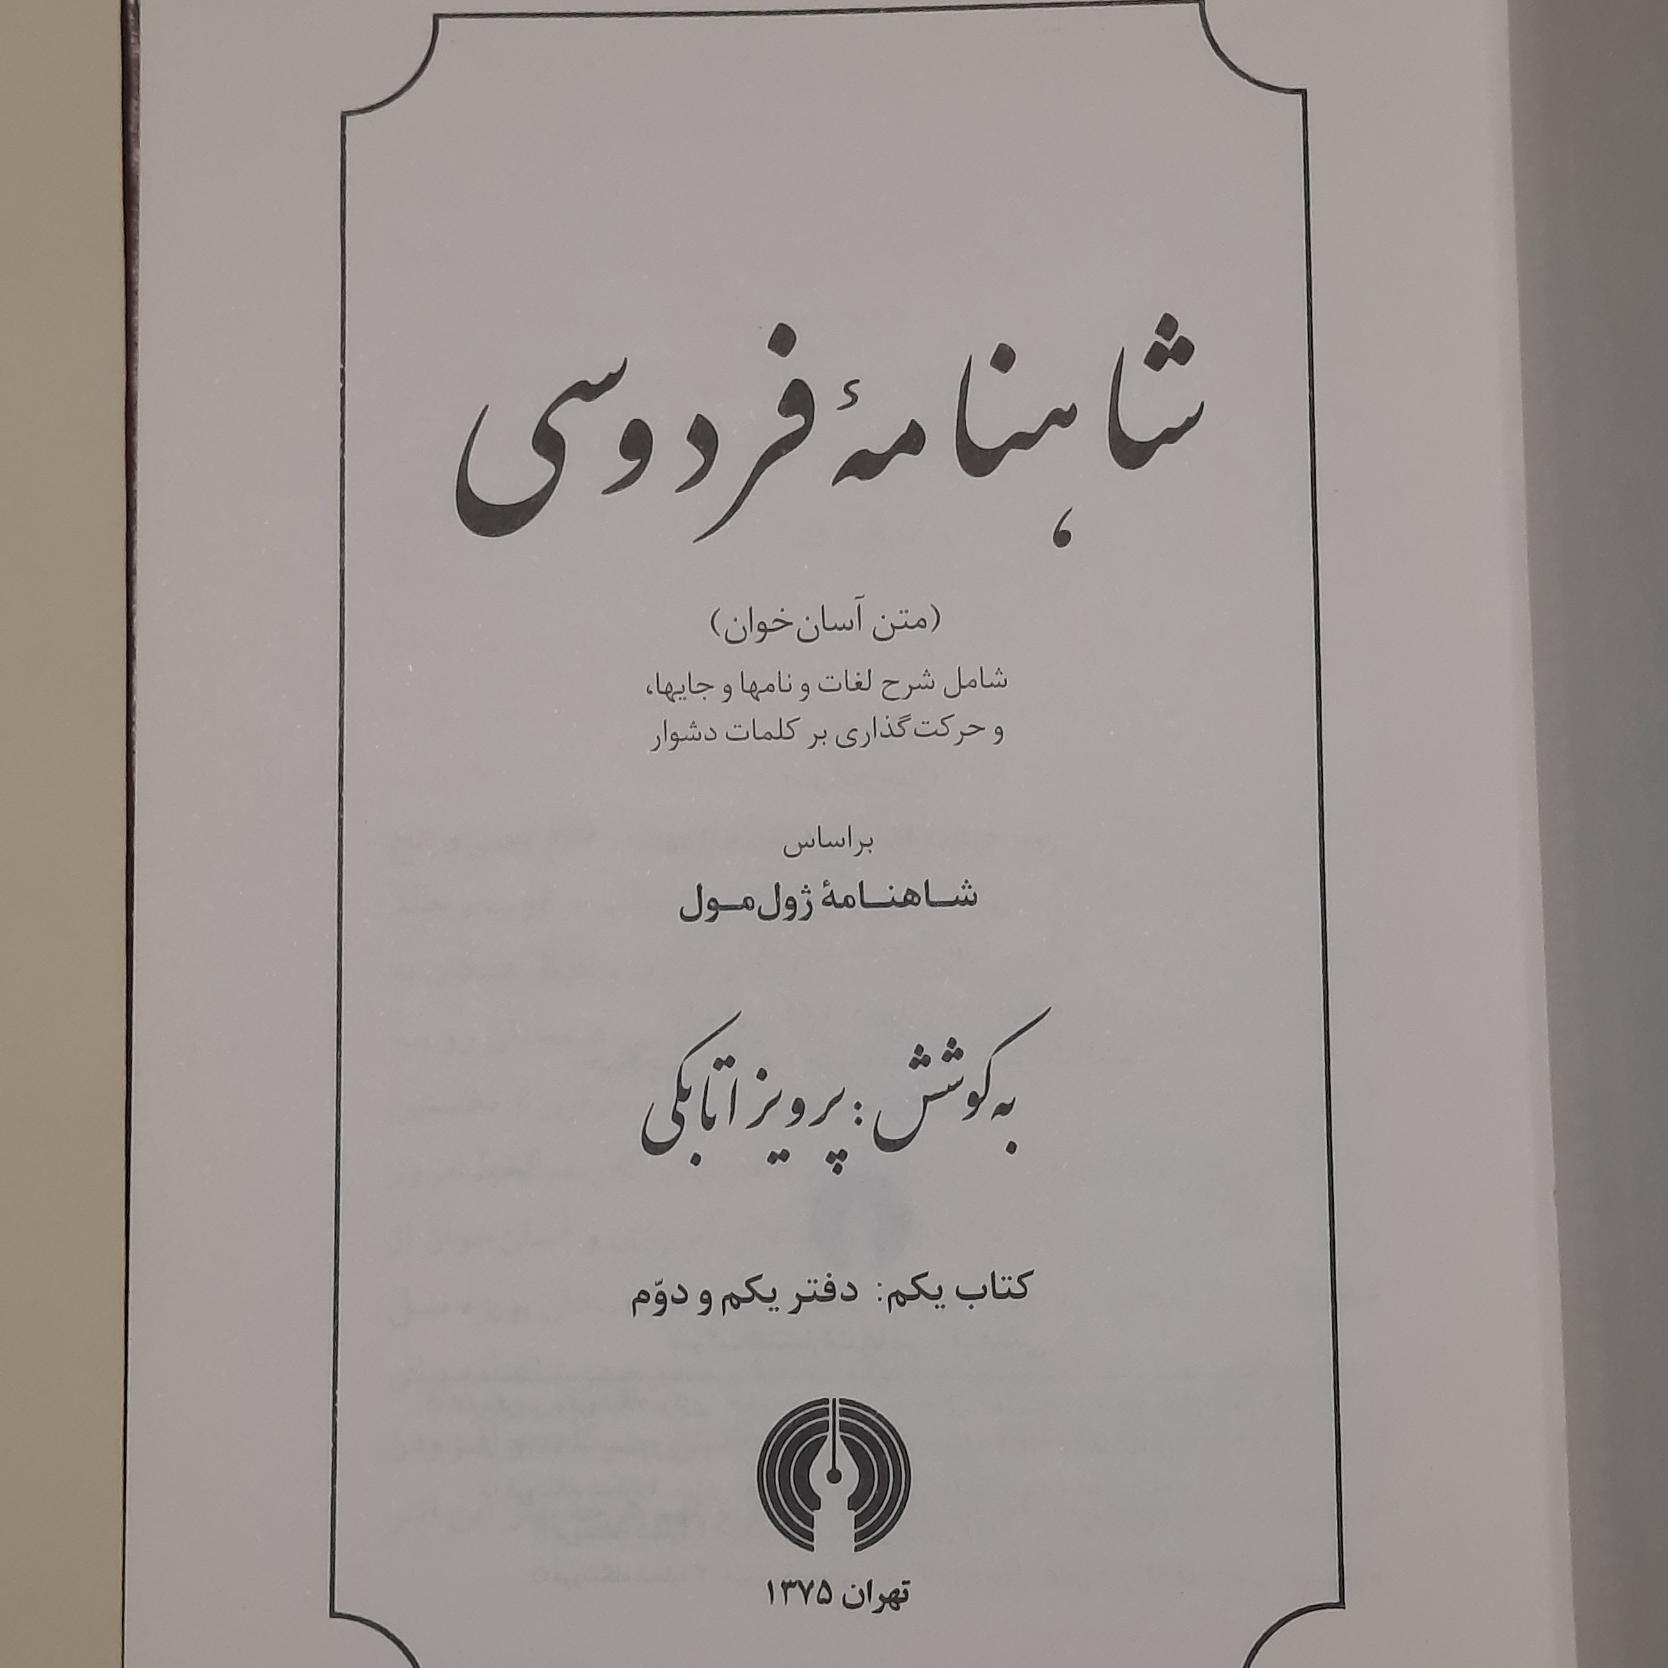 شاهنامهٔ فردوسی
(متن آسان‌خوان)
شامل شرح لغات و نامها و جایها،
و حرکت‌گذاری بر کلمات دشوار
براساس
شاهنامهٔ ژول‌مول
به کوشش: پرویز اتابکی
کتاب یکم: دفتر یکم و دوّم
تهران ۱۳۷۵